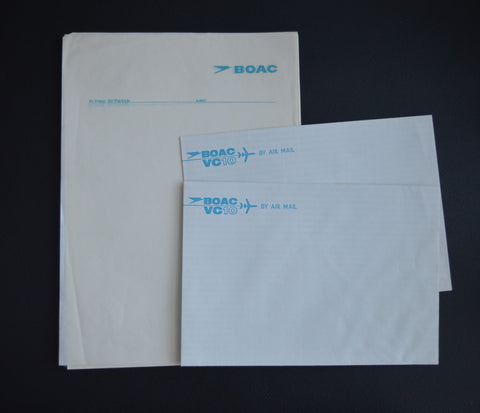 BOAC
FLYING BETWEEN AND
BOAC
VC10 BY AIR MAIL
BOAC
VC10 BY AIR MAIL